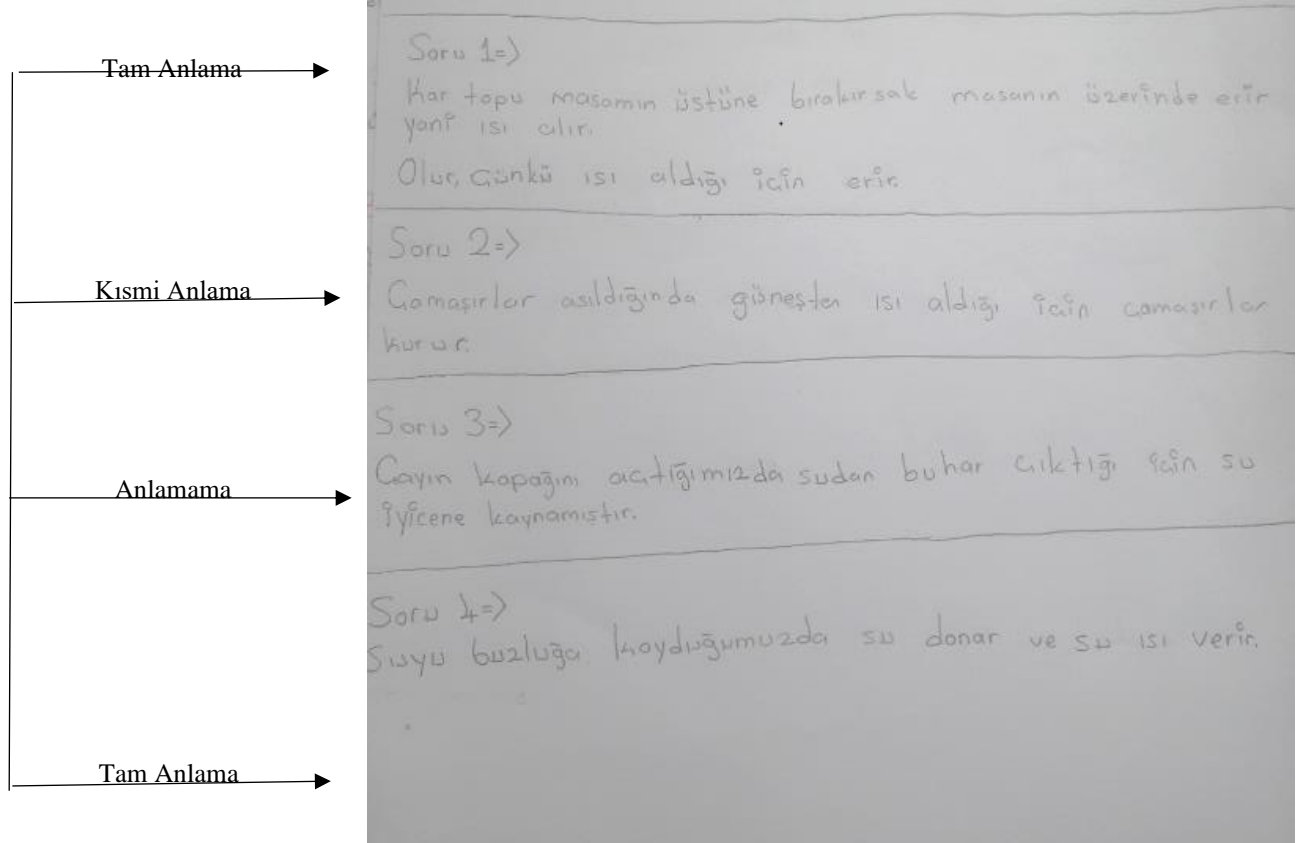 Tam Anlama
Soru 1=>
Kar topu masamın üstüne bırakırsak masanın üzerinde erir
yani ısı alır.
Olur, Çünkü ısı aldığı için erir.
Kısmi Anlama
Soru 2=>
Çamaşırlar asıldığında güneşten ısı aldığı için çamaşırlar
kurur.
Anlamama
Soru 3=>
Çayın kapağını açtığımızda sudan buhar çıktığı için su
iyicene kaynamıştır.
Soru 4=>
Suyu buzluğa koyduğumuzda su donar ve su ısı verir.
Tam Anlama